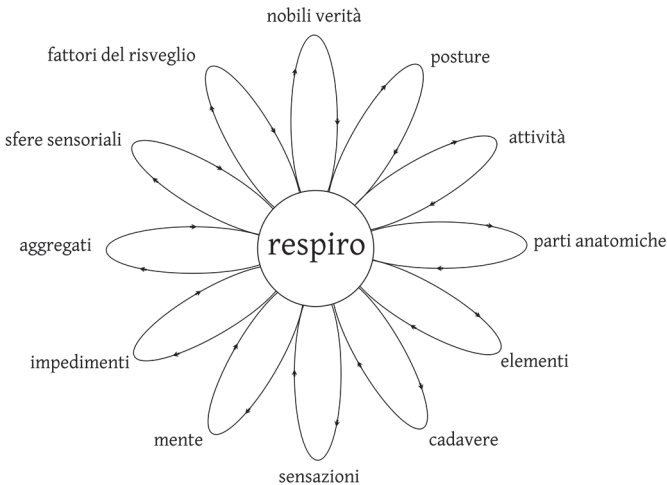 nobili verità
fattori del risveglio
posture
sfere sensoriali
attività
respiro
aggregati
parti anatomiche
impedimenti
elementi
mente
cadavere
sensazioni